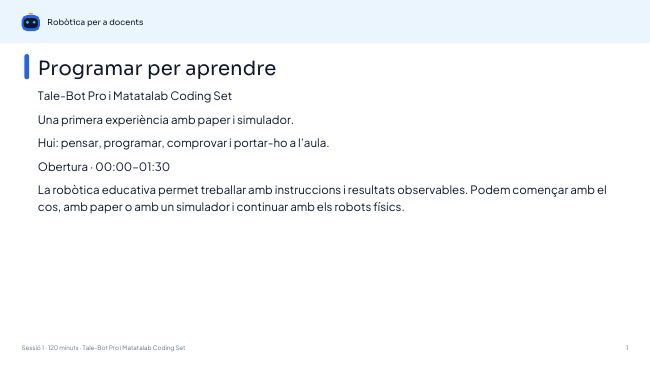 Robòtica per a docents
Programar per aprendre
Tale-Bot Pro i Matatalab Coding Set
Una primera experiència amb paper i simulador.
Hui: pensar, programar, comprovar i portar-ho a l'aula.
Obertura · 00:00–01:30
La robòtica educativa permet treballar amb instruccions i resultats observables. Podem començar amb el
cos, amb paper o amb un simulador i continuar amb els robots físics.
Sessió 1 · 120 minuts · Tale-Bot Pro i Matatalab Coding Set
1